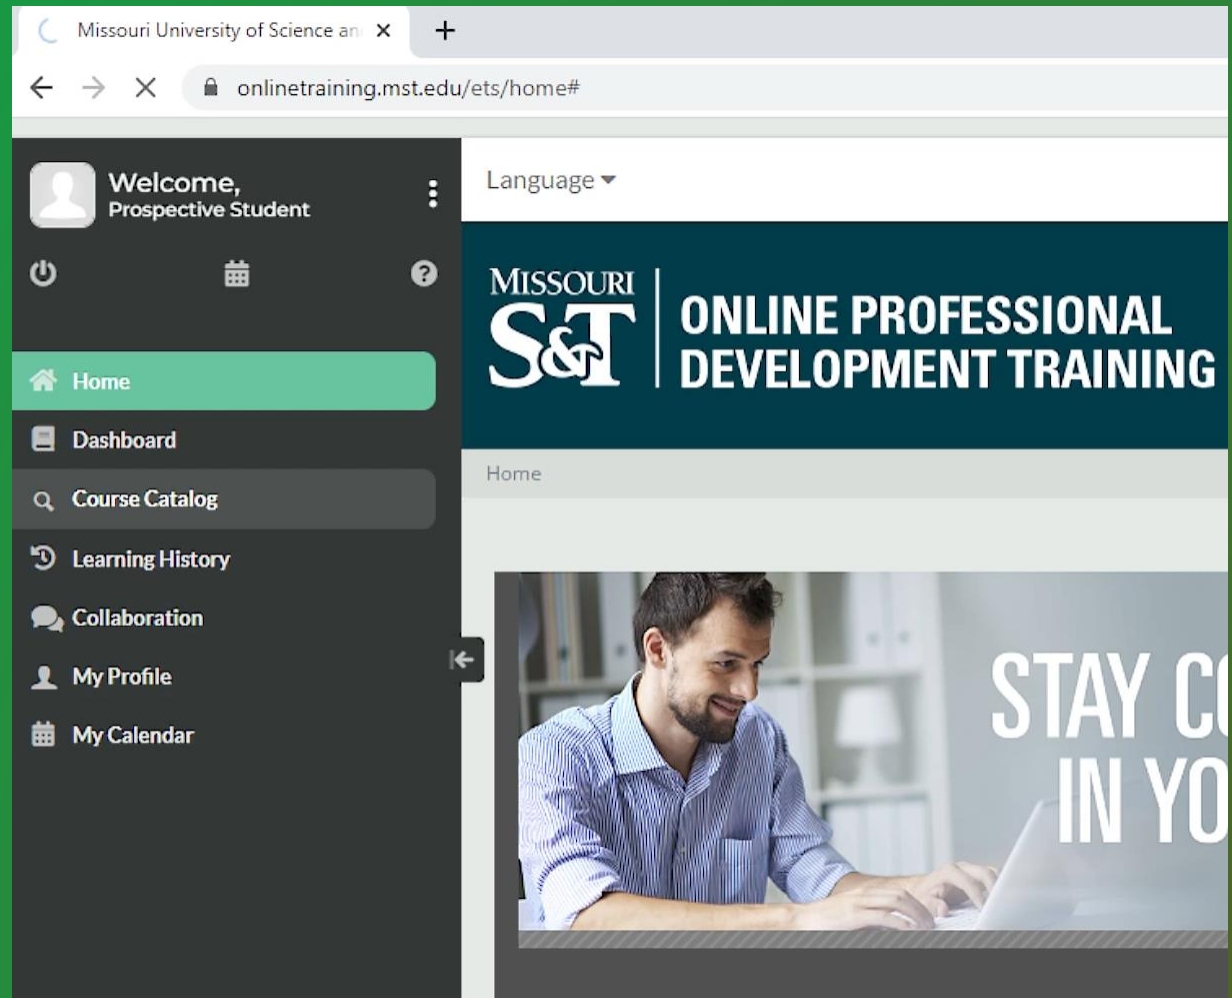 Missouri University of Science an
onlinetraining.mst.edu/ets/home#
Welcome,
Prospective Student
Home
Dashboard
Course Catalog
Learning History
Collaboration
My Profile
My Calendar
Language
MISSOURI
S&T
ONLINE PROFESSIONAL
DEVELOPMENT TRAINING
Home
STAY CO
IN YO